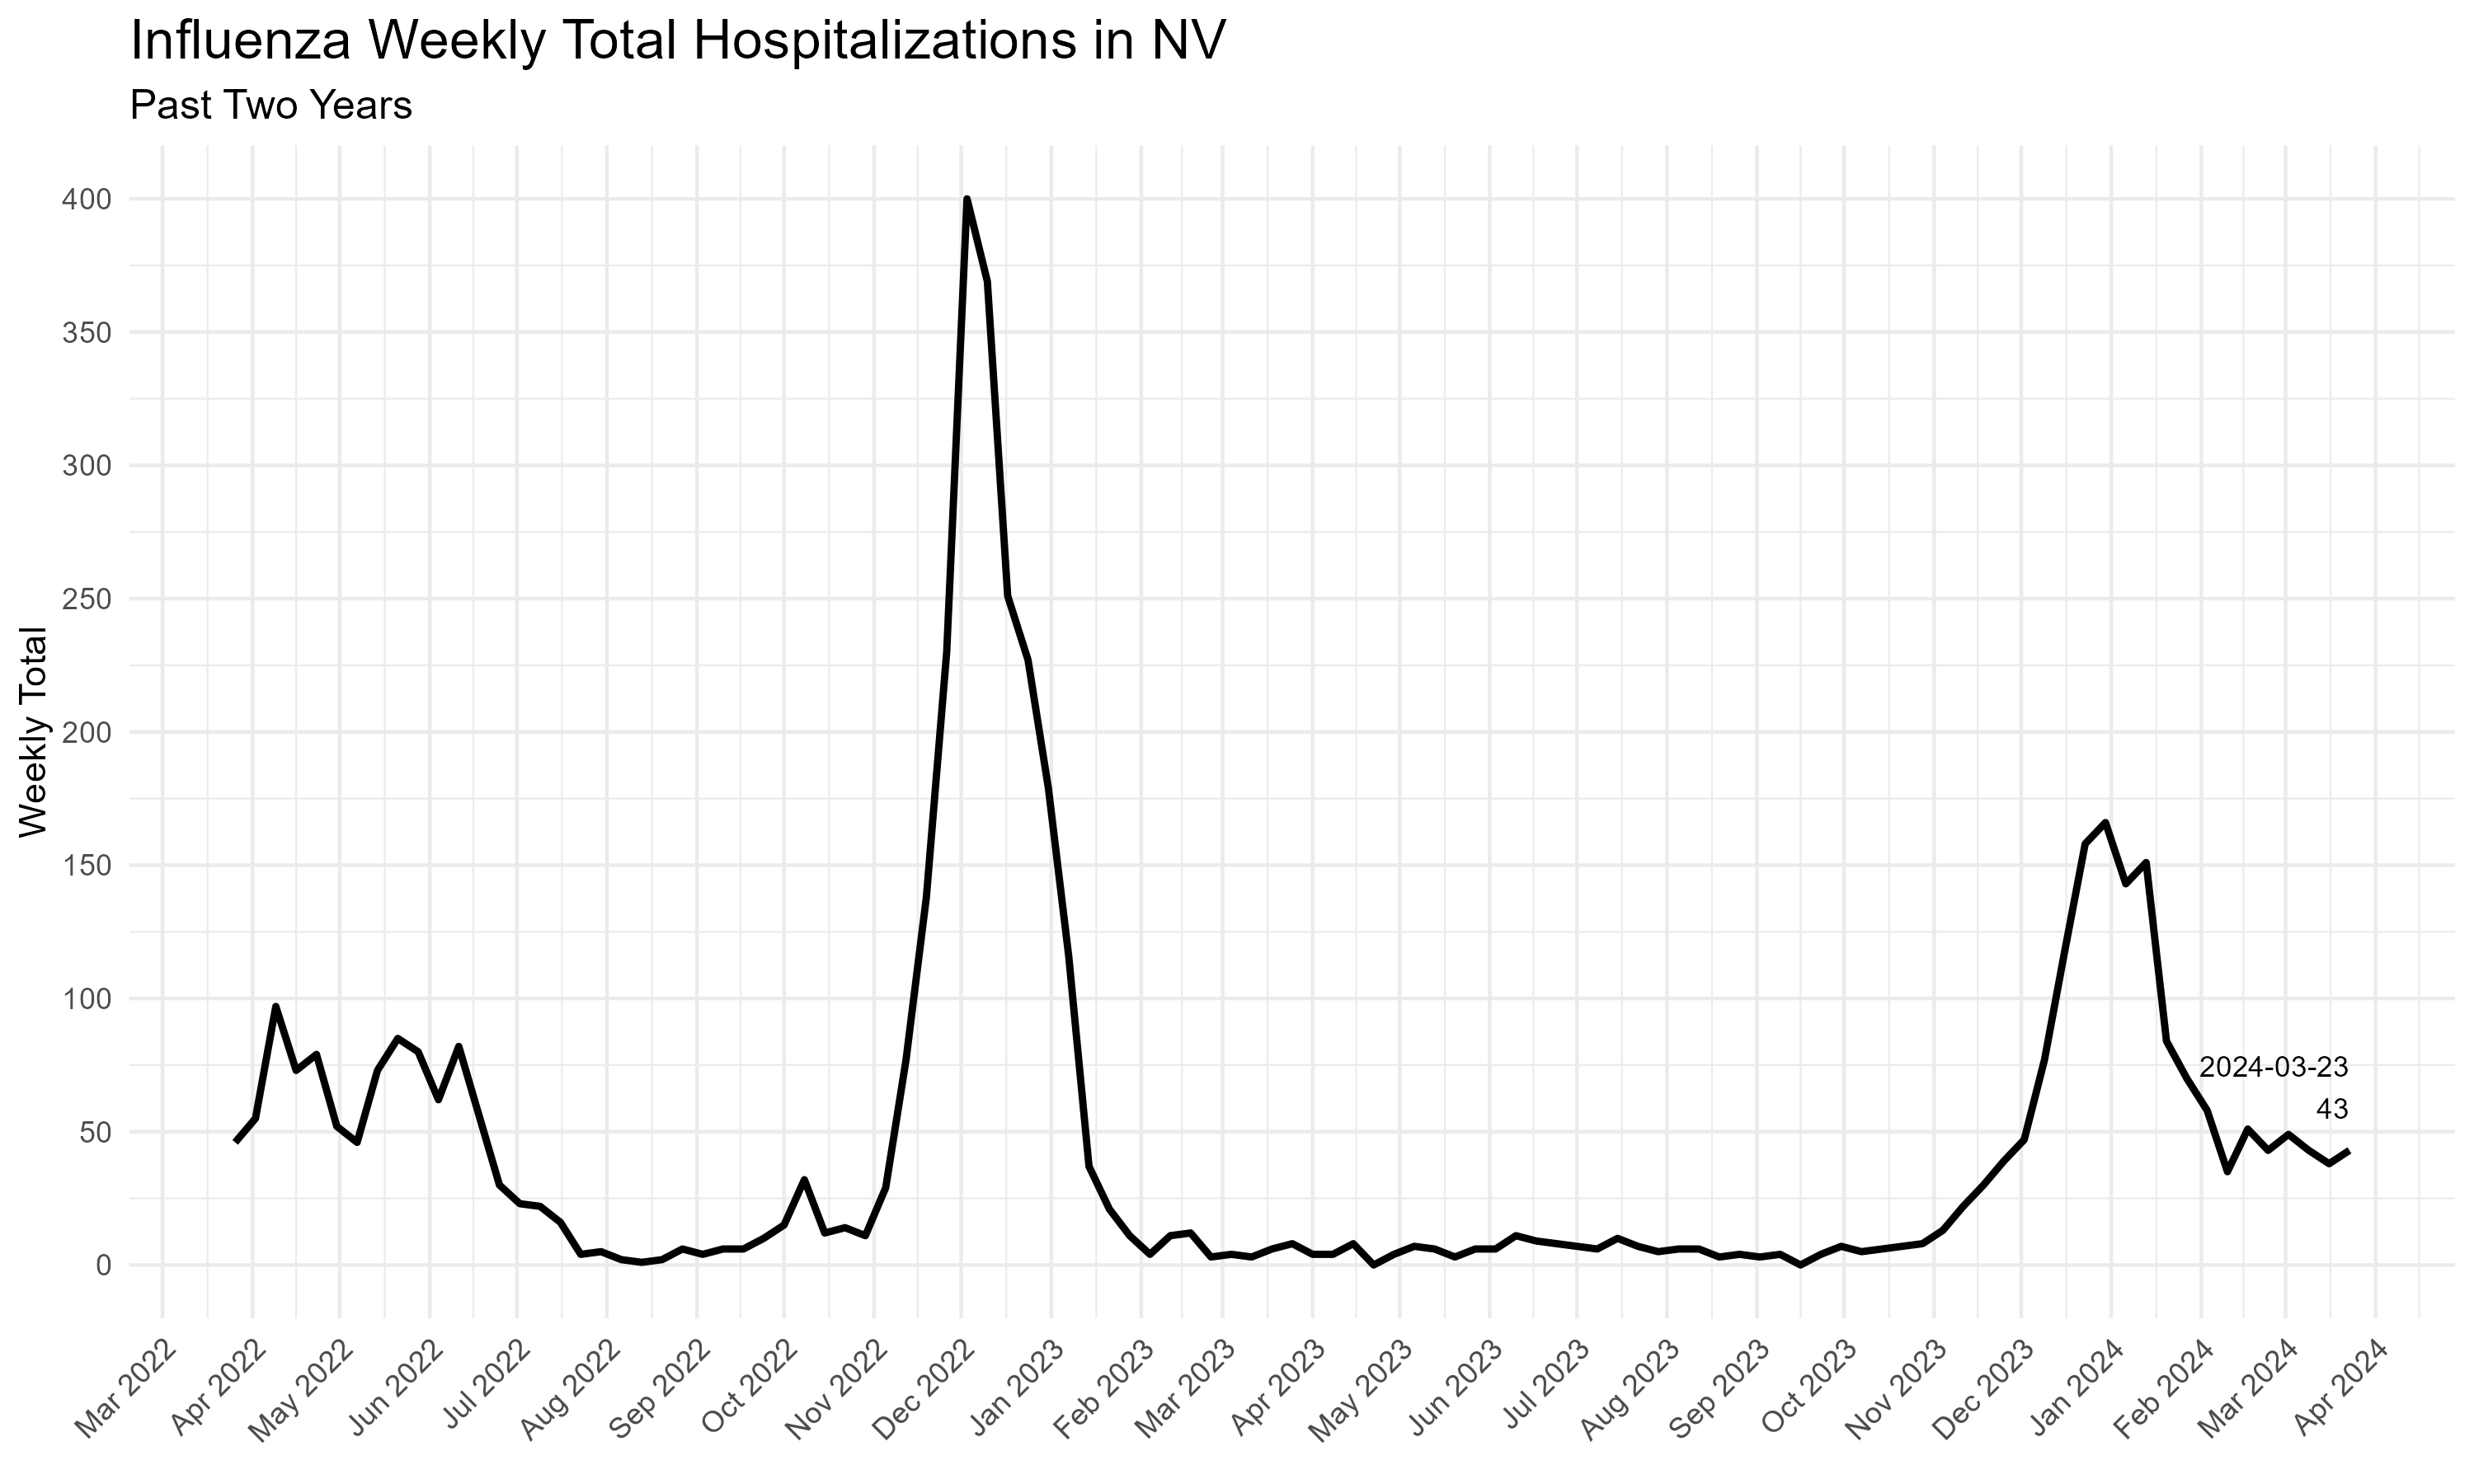 Influenza Weekly Total Hospitalizations in NV
Past Two Years
Weekly Total
400
350
300
250
200
150
100
50
0
2024-03-23
43
Mar 2022
Apr 2022
May 2022
Jun 2022
Jul 2022
Aug 2022
Sep 2022
Oct 2022
Nov 2022
Dec 2022
Jan 2023
Feb 2023
Mar 2023
Apr 2023
May 2023
Jun 2023
Jul 2023
Aug 2023
Sep 2023
Oct 2023
Nov 2023
Dec 2023
Jan 2024
Feb 2024
Mar 2024
Apr 2024